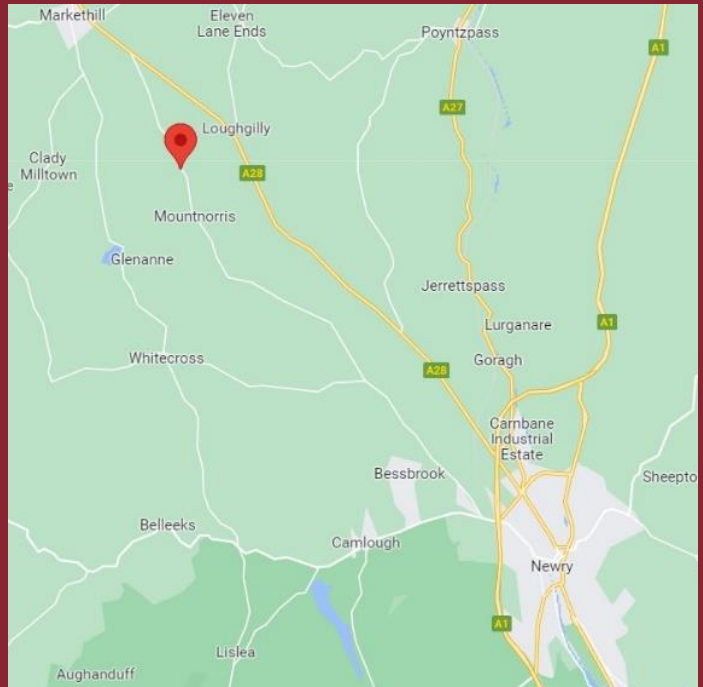 Markethill
Eleven
Lane Ends
Poyntzpass
A1
A27
Loughgilly
Clady
Milltown
A28
e
Mountnorris
Glenanne
Jerrettspass
Lurganare
A1
Goragh
Whitecross
A28
Carnbane
Industrial
Estate
Bessbrook
Sheepto
Belleeks
Camlough
Newry
A1
Lislea
Aughanduff